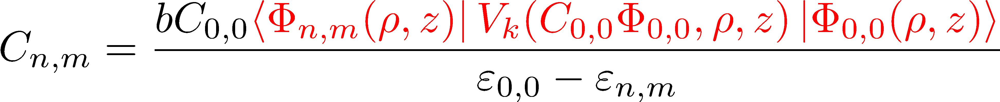 C_{n,m} = \frac{bC_{0,0}\langle\Phi_{n,m}(\rho, z)| V_k(C_{0,0}\Phi_{0,0}, \rho, z) |\Phi_{0,0}(\rho, z)\rangle}{\varepsilon_{0,0} - \varepsilon_{n,m}}